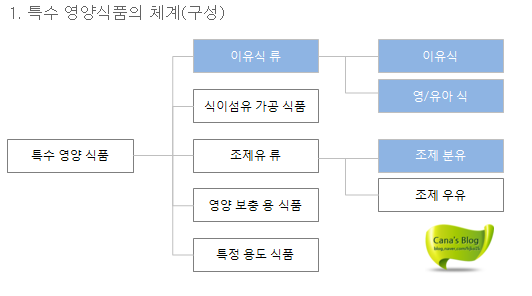 1. 특수 영양식품의 체계(구성)
이유식 류
이유식
영/유아 식
식이섬유 가공 식품
특수 영양 식품
조제유 류
조제 분유
조제 우유
영양 보충 용 식품
특정 용도 식품
Cana's Blog